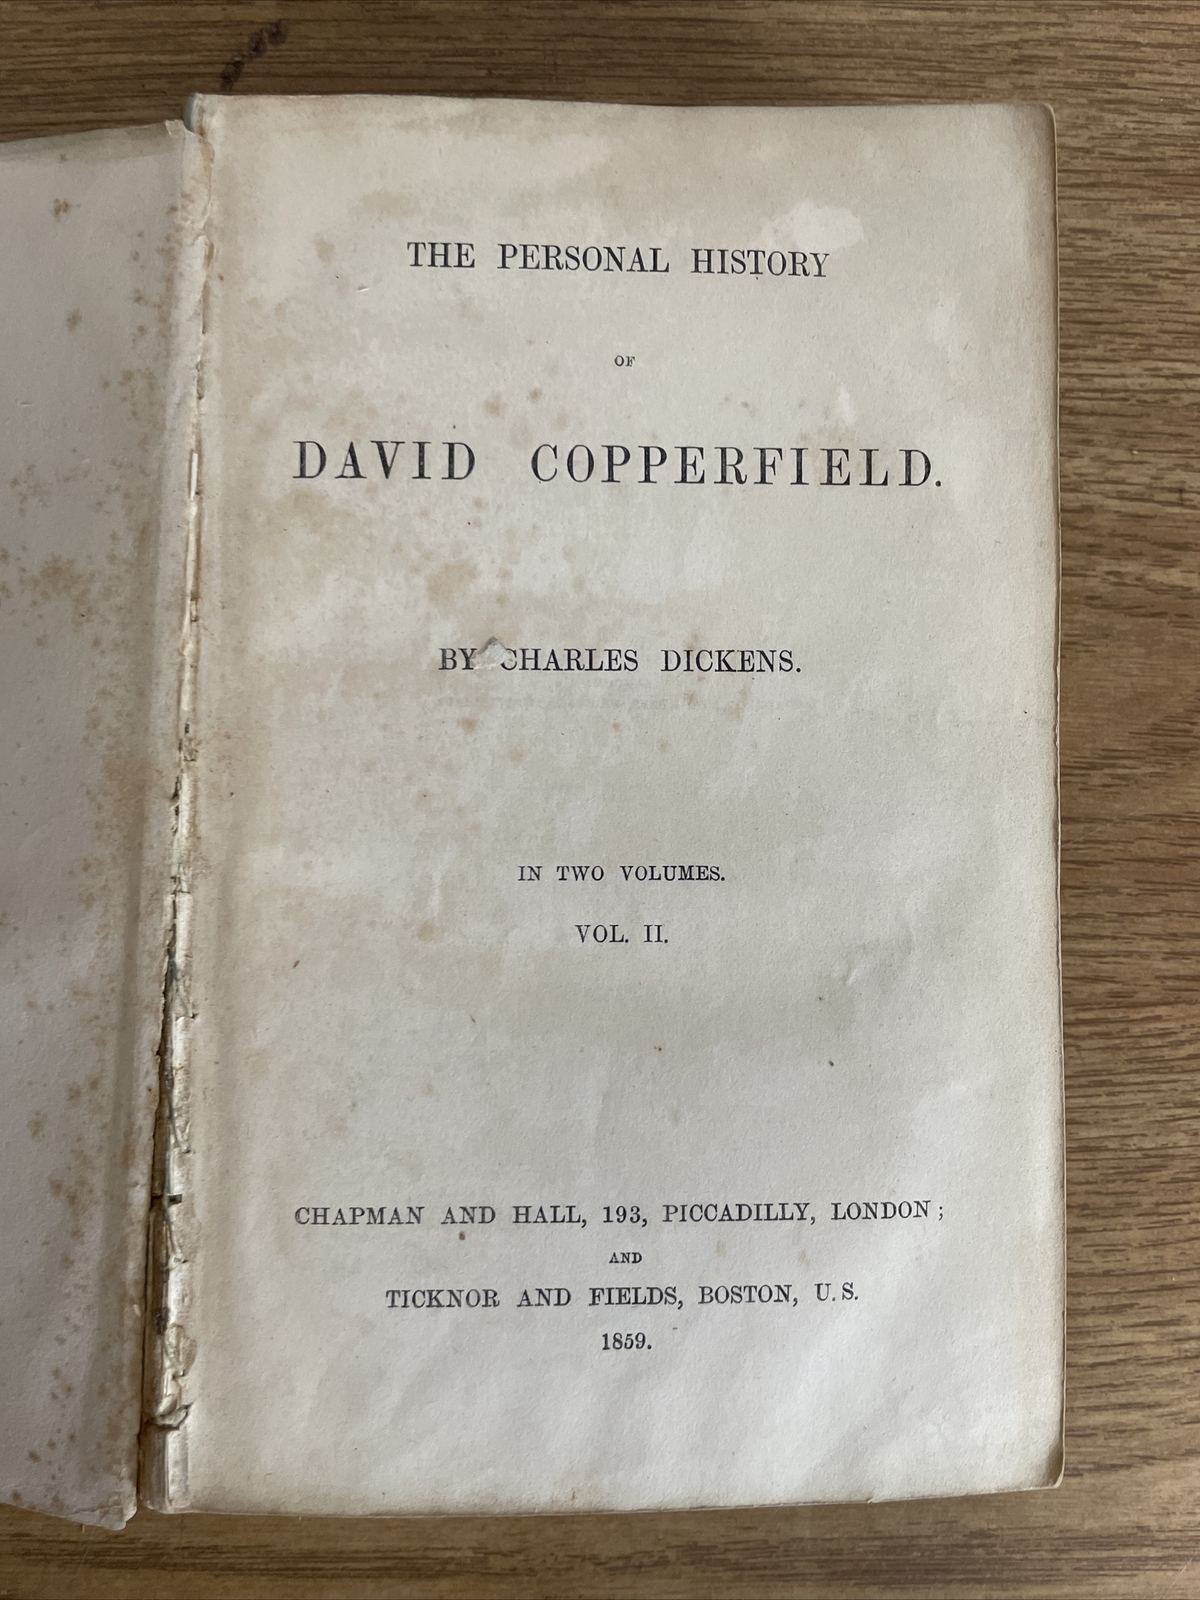 THE PERSONAL HISTORY
OF
DAVID COPPERFIELD.
BY CHARLES DICKENS.
IN TWO VOLUMES.
VOL. II.
CHAPMAN AND HALL, 193, PICCADILLY, LONDON;
AND
TICKNOR AND FIELDS, BOSTON, U.S.
1859.